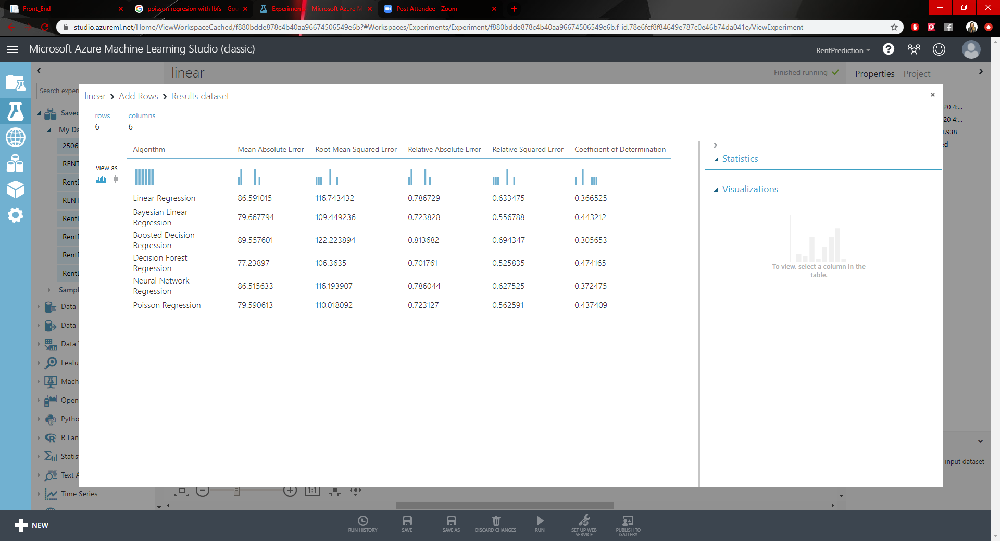 Front_End
poisson regresion with lbfs - Goo
Experiments - Microsoft Azure M
Post Attendee - Zoom
studio.azureml.net/Home/ViewWorkspaceCached/f880bdde878c4b40aa96674506549e6b?#Workspaces/Experiments/Experiment/f880bdde878c4b40aa96674506549e6b.f-id.78e6fcf8f84649e787c0e46b74da041e/ViewExperiment
Microsoft Azure Machine Learning Studio (classic)
RentPrediction
linear
Finished running
Properties Project
Search experi
linear Add Rows Results dataset
rows columns
6 6
Algorithm Mean Absolute Error Root Mean Squared Error Relative Absolute Error Relative Squared Error Coefficient of Determination
view as
Linear Regression 86.591015 116.743432 0.786729 0.633475 0.366525
Bayesian Linear
Regression 79.667794 109.449236 0.723828 0.556788 0.443212
Boosted Decision
Regression 89.557601 122.223894 0.813682 0.694347 0.305653
Decision Forest
Regression 77.23897 106.3635 0.701761 0.525835 0.474165
Neural Network
Regression 86.515633 116.193907 0.786044 0.627525 0.372475
Poisson Regression 79.590613 110.018092 0.723127 0.562591 0.437409
Statistics
Visualizations
To view, select a column in the
table.
20 4:...
20 4:...
.938
d
input dataset
Saved
My Da
2506
RENT
RentD
RENT
RentD
RentD
RentD
RentD
Sampl
Data
Data
Data
Featu
Mach
Open
Pytho
R Lan
Statist
Text A
Time Series
1:1
NEW
RUN HISTORY
SAVE
SAVE AS
DISCARD CHANGES
RUN
SET UP WEB
SERVICE
PUBLISH TO
GALLERY